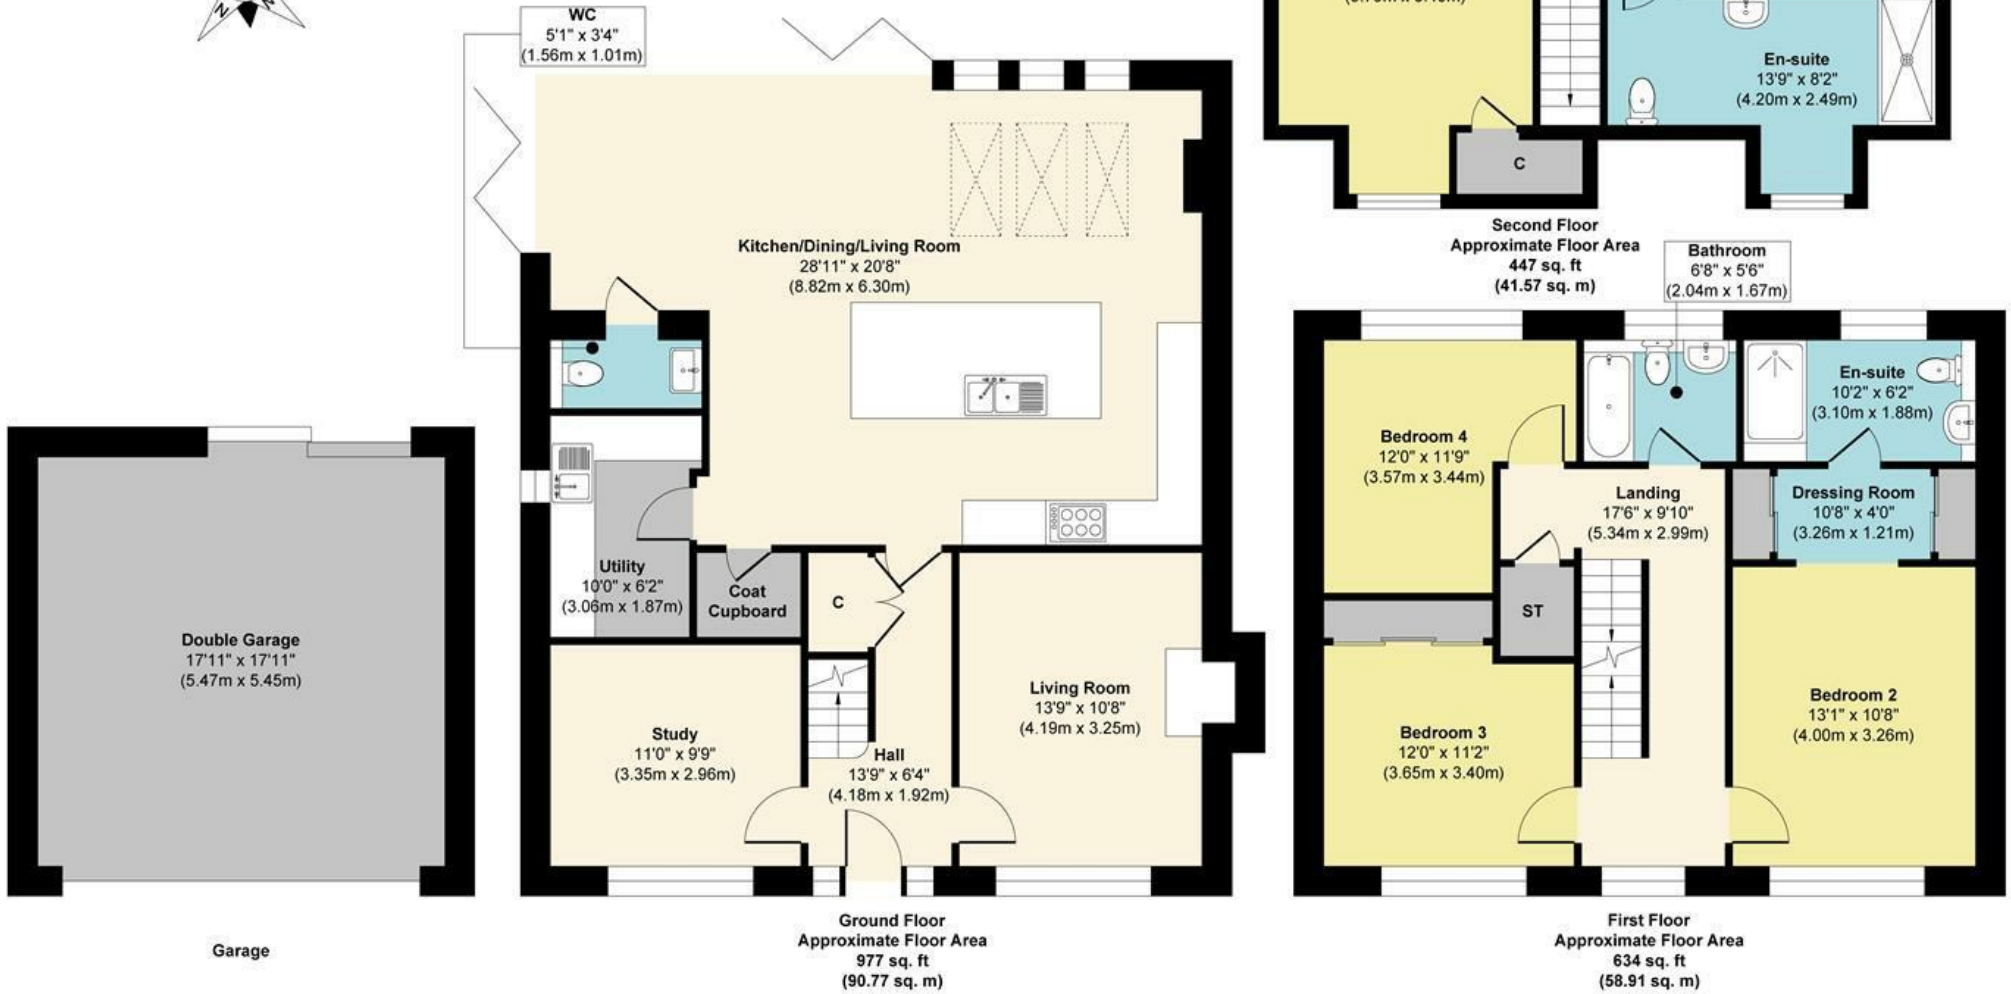 WC
5'1" x 3'4"
(1.56m x 1.01m)
Kitchen/Dining/Living Room
28'11" x 20'8"
(8.82m x 6.30m)
Utility
10'0" x 6'2"
(3.06m x 1.87m)
Coat
Cupboard
C
Study
11'0" x 9'9"
(3.35m x 2.96m)
Hall
13'9" x 6'4"
(4.18m x 1.92m)
Living Room
13'9" x 10'8"
(4.19m x 3.25m)
Ground Floor
Approximate Floor Area
977 sq. ft
(90.77 sq. m)
Double Garage
17'11" x 17'11"
(5.47m x 5.45m)
Garage
En-suite
13'9" x 8'2"
(4.20m x 2.49m)
C
Second Floor
Approximate Floor Area
447 sq. ft
(41.57 sq. m)
Bathroom
6'8" x 5'6"
(2.04m x 1.67m)
En-suite
10'2" x 6'2"
(3.10m x 1.88m)
Bedroom 4
12'0" x 11'9"
(3.57m x 3.44m)
Landing
17'6" x 9'10"
(5.34m x 2.99m)
Dressing Room
10'8" x 4'0"
(3.26m x 1.21m)
ST
Bedroom 3
12'0" x 11'2"
(3.65m x 3.40m)
Bedroom 2
13'1" x 10'8"
(4.00m x 3.26m)
First Floor
Approximate Floor Area
634 sq. ft
(58.91 sq. m)